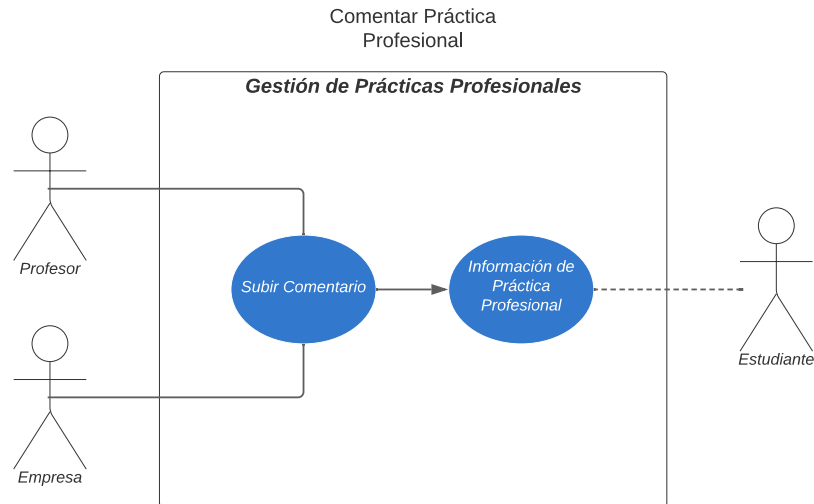 Comentar Práctica
Profesional
Gestión de Prácticas Profesionales
Profesor
Subir Comentario
Información de
Práctica
Profesional
Estudiante
Empresa